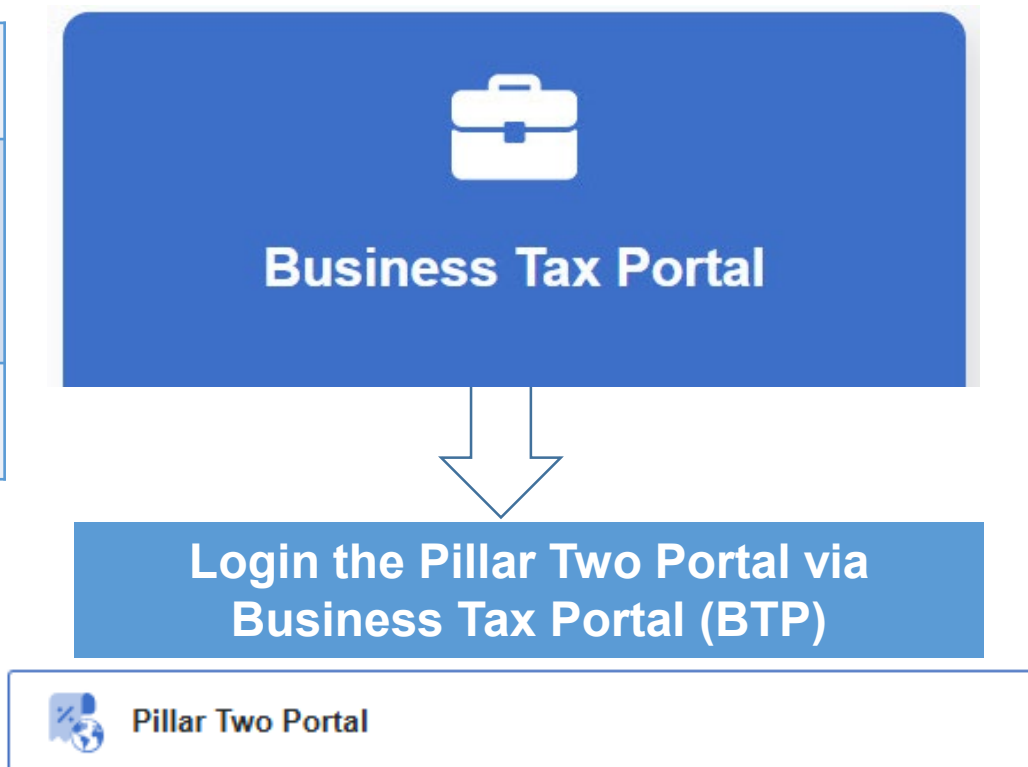 Business Tax Portal
Login the Pillar Two Portal via
Business Tax Portal (BTP)
Pillar Two Portal